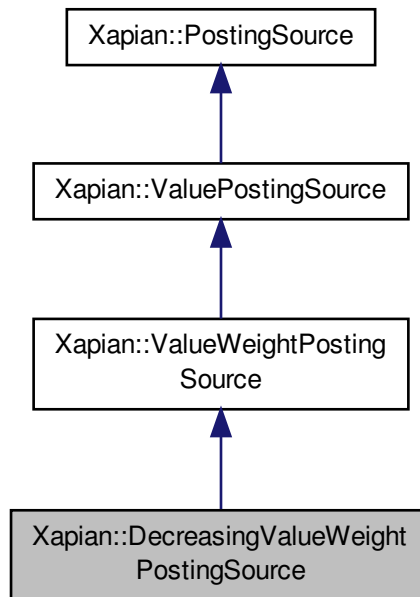 Xapian::PostingSource
Xapian::ValuePostingSource
Xapian::ValueWeightPosting
Source
Xapian::DecreasingValueWeight
PostingSource